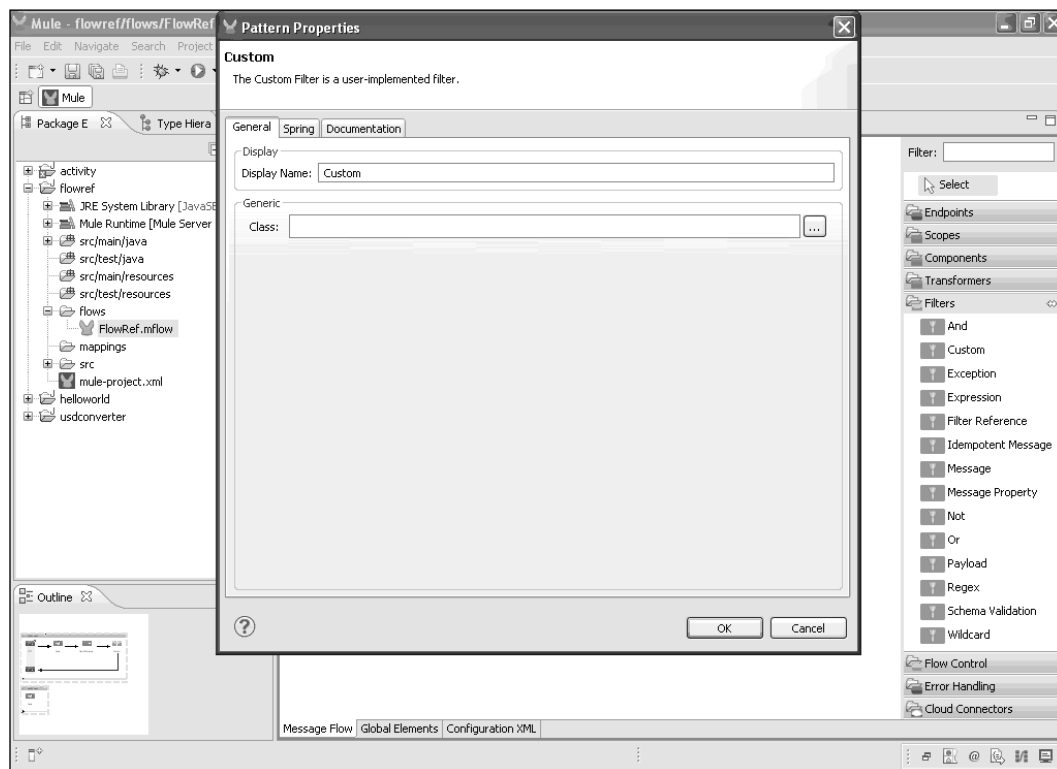 Mule - flowref/flows/FlowRef
File Edit Navigate Search Project
Mule
Package E
Type Hiera
activity
flowref
JRE System Library [JavaSE
Mule Runtime [Mule Server
src/main/java
src/test/java
src/main/resources
src/test/resources
flows
FlowRef.mflow
mappings
src
mule-project.xml
helloworld
usdconverter
Outline
Pattern Properties
Custom
The Custom Filter is a user-implemented filter.
General Spring Documentation
Display
Display Name: Custom
Generic
Class:
...
?
OK Cancel
Filter:
Select
Endpoints
Scopes
Components
Transformers
Filters
And
Custom
Exception
Expression
Filter Reference
Idempotent Message
Message
Message Property
Not
Or
Payload
Regex
Schema Validation
Wildcard
Flow Control
Error Handling
Cloud Connectors
Message Flow Global Elements Configuration XML
@